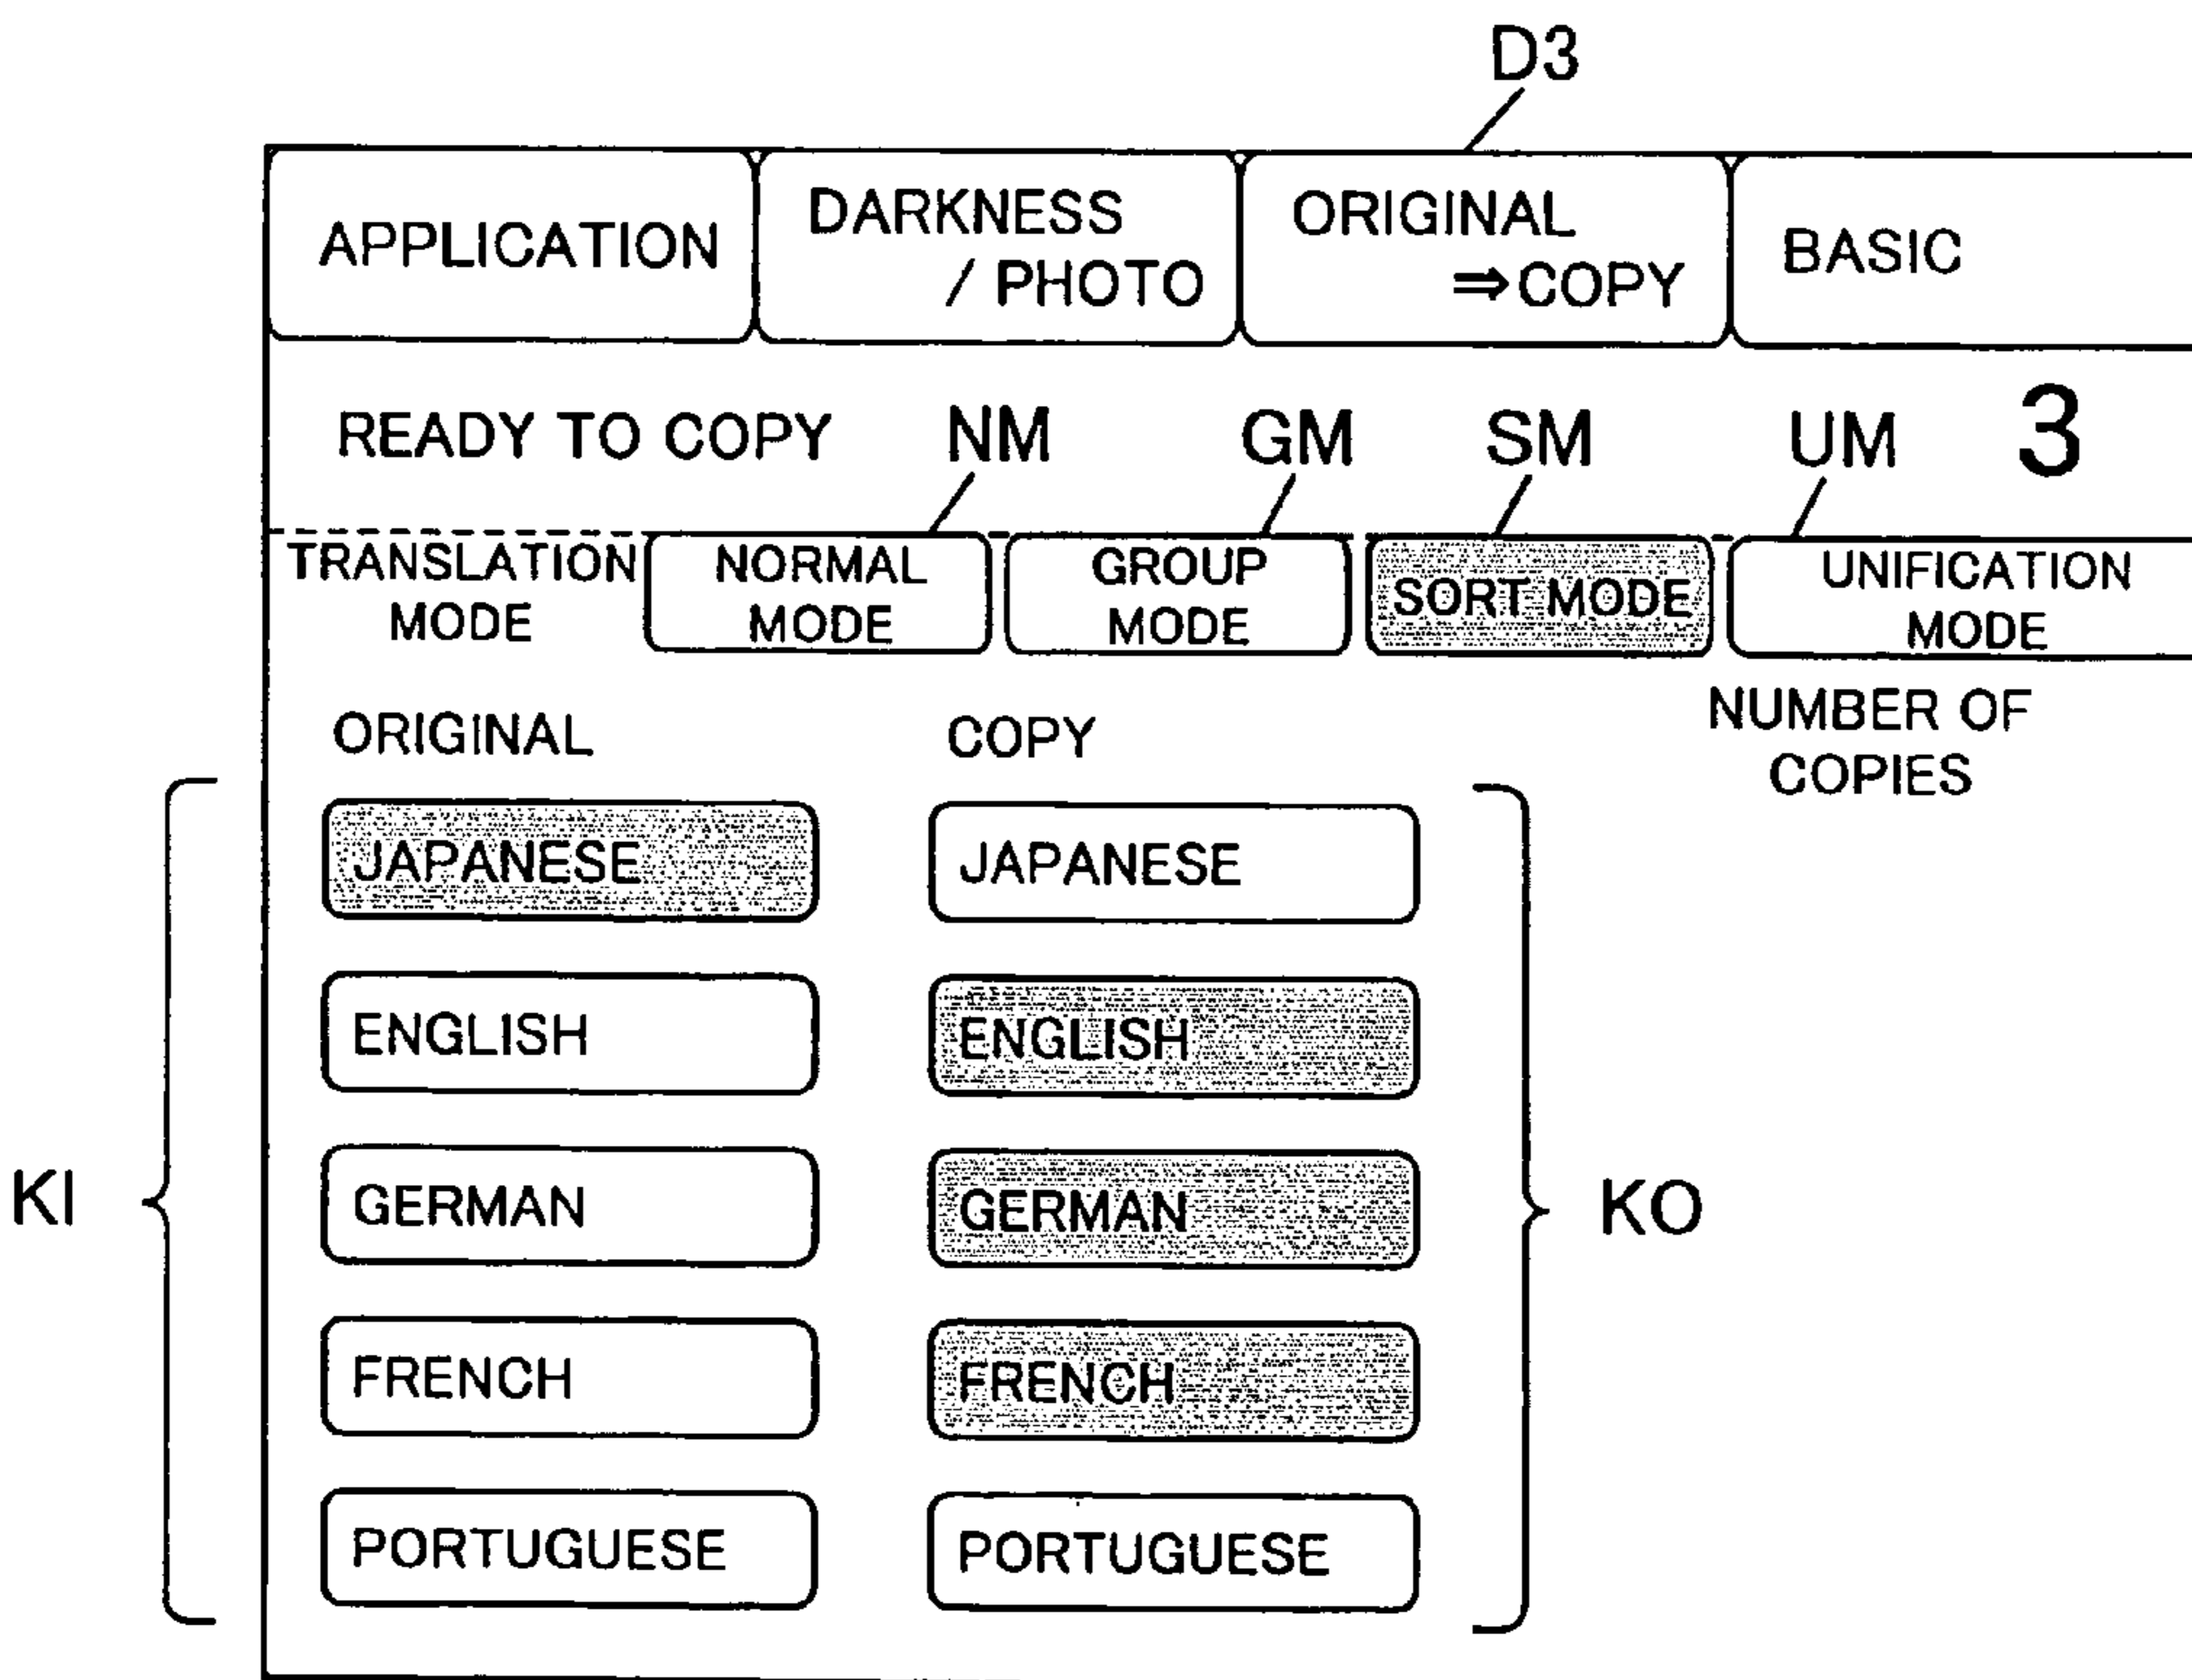 D3
APPLICATION
DARKNESS
/ PHOTO
ORIGINAL
⇒COPY
BASIC
READY TO COPY
NM
GM
SM
UM
3
TRANSLATION
MODE
NORMAL
MODE
GROUP
MODE
SORT MODE
UNIFICATION
MODE
ORIGINAL
COPY
NUMBER OF
COPIES
KI
JAPANESE
JAPANESE
ENGLISH
ENGLISH
GERMAN
GERMAN
KO
FRENCH
FRENCH
PORTUGUESE
PORTUGUESE